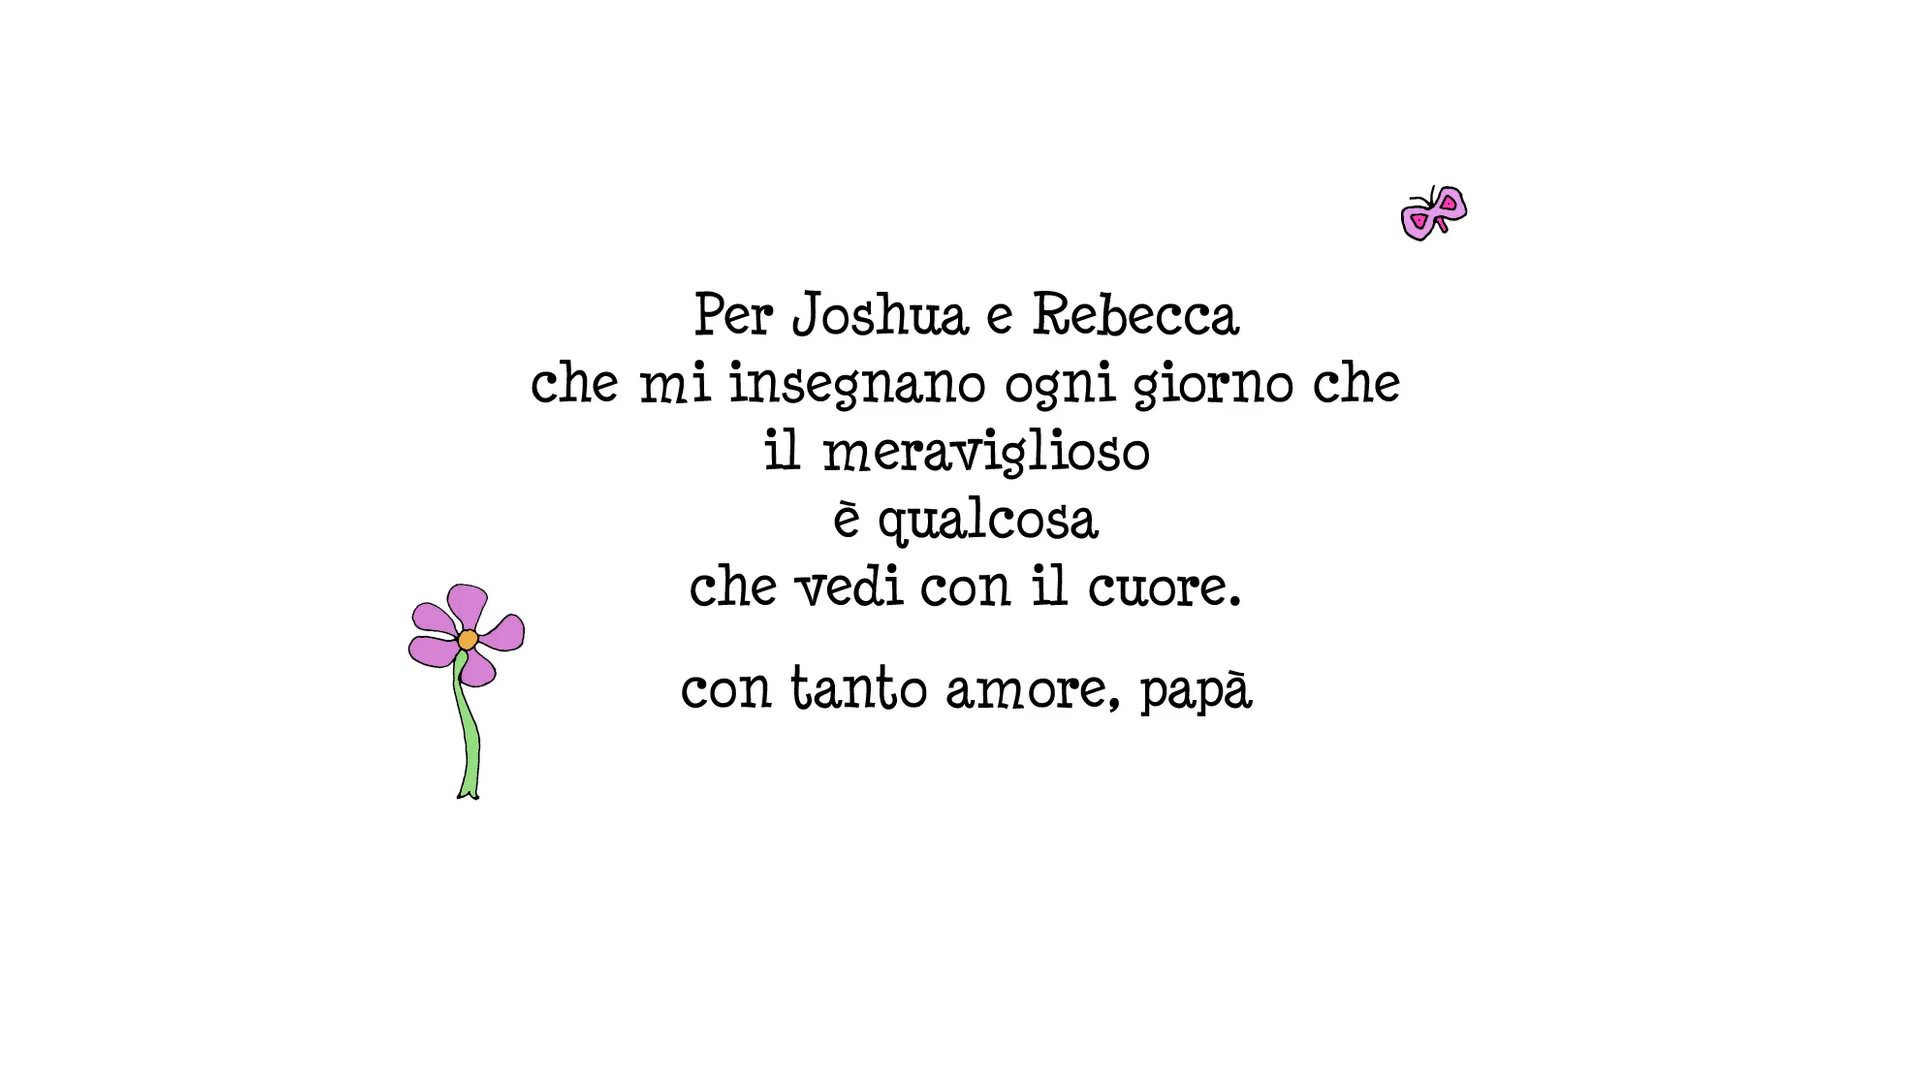 Per Joshua e Rebecca
che mi insegnano ogni giorno che
il meraviglioso
è qualcosa
che vedi con il cuore.
con tanto amore, papà